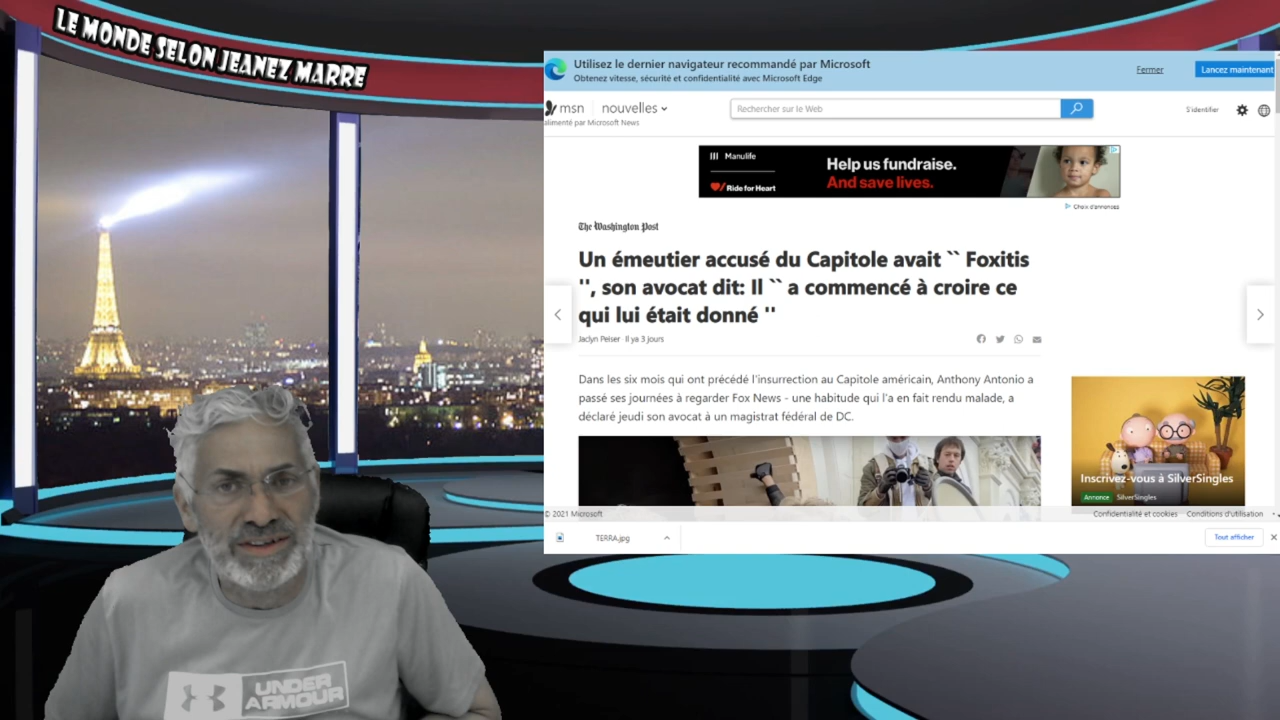 LE MONDE SELON JEANEZ MARRE
Utilisez le dernier navigateur recommandé par Microsoft
Obtenez vitesse, sécurité et confidentialité avec Microsoft Edge
Fermer
Lancez maintenant
msn
nouvelles
alimenté par Microsoft News
Rechercher sur le Web
S'identifier
Manulife
Ride for Heart
Help us fundraise.
And save lives.
Choix d'annonces
The Washington Post
Un émeutier accusé du Capitole avait `` Foxitis
'', son avocat dit: Il `` a commencé à croire ce
qui lui était donné ''
Jaclyn Peiser Il ya 3 jours
Dans les six mois qui ont précédé l'insurrection au Capitole américain, Anthony Antonio a
passé ses journées à regarder Fox News - une habitude qui l'a en fait rendu malade, a
déclaré jeudi son avocat à un magistrat fédéral de DC.
Inscrivez-vous à SilverSingles
Annonce SilverSingles
© 2021 Microsoft
Confidentialité et cookies
Conditions d'utilisation
TERRA.jpg
Tout afficher
UNDER
ARMOUR